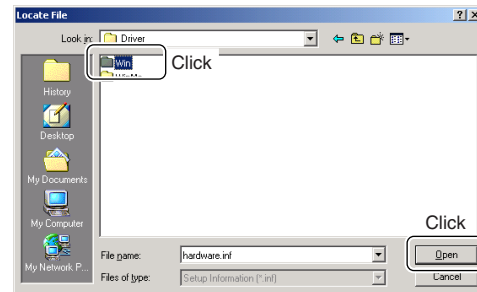 Locate File
Look in:
Driver
Win
Click
History
Desktop
My Documents
My Computer
My Network P...
Click
File name:
hardware.inf
Open
Files of type:
Setup Information (*.inf)
Cancel